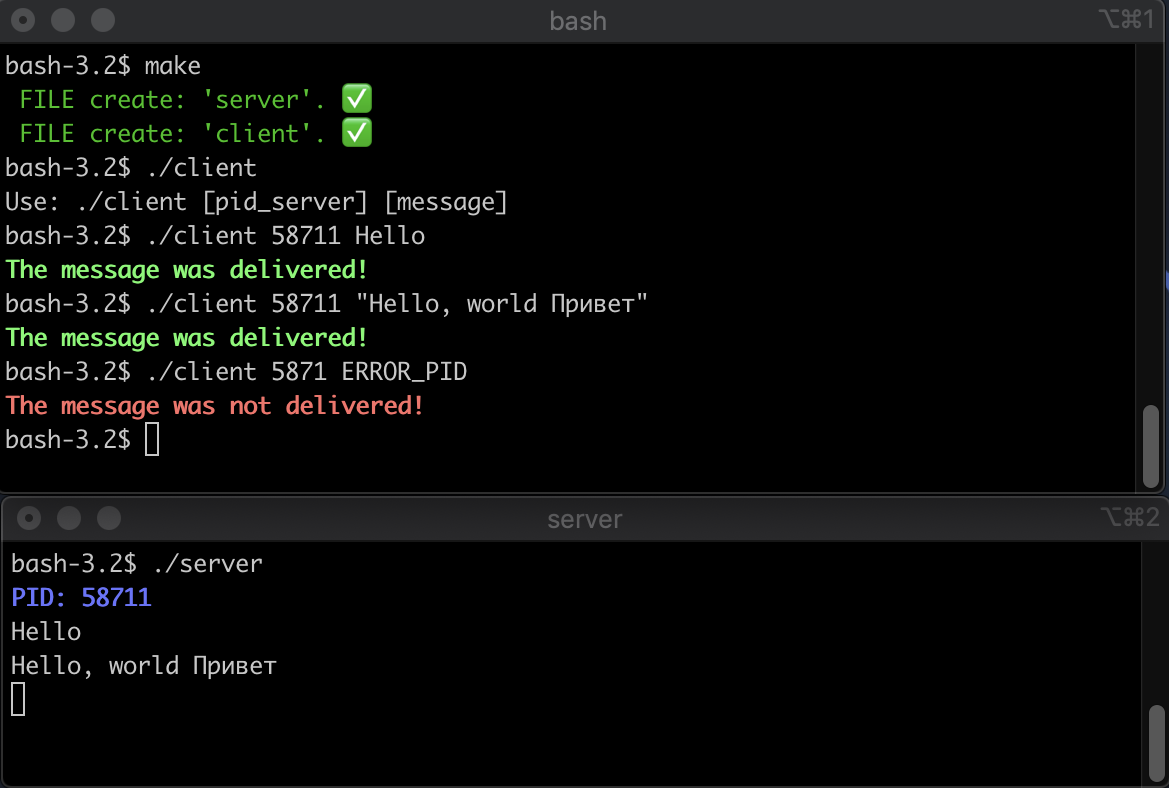 bash ⌥⌘1
bash-3.2$ make
FILE create: 'server'. ✅
FILE create: 'client'. ✅
bash-3.2$ ./client
Use: ./client [pid_server] [message]
bash-3.2$ ./client 58711 Hello
The message was delivered!
bash-3.2$ ./client 58711 "Hello, world Привет"
The message was delivered!
bash-3.2$ ./client 5871 ERROR_PID
The message was not delivered!
bash-3.2$
server ⌥⌘2
bash-3.2$ ./server
PID: 58711
Hello
Hello, world Привет